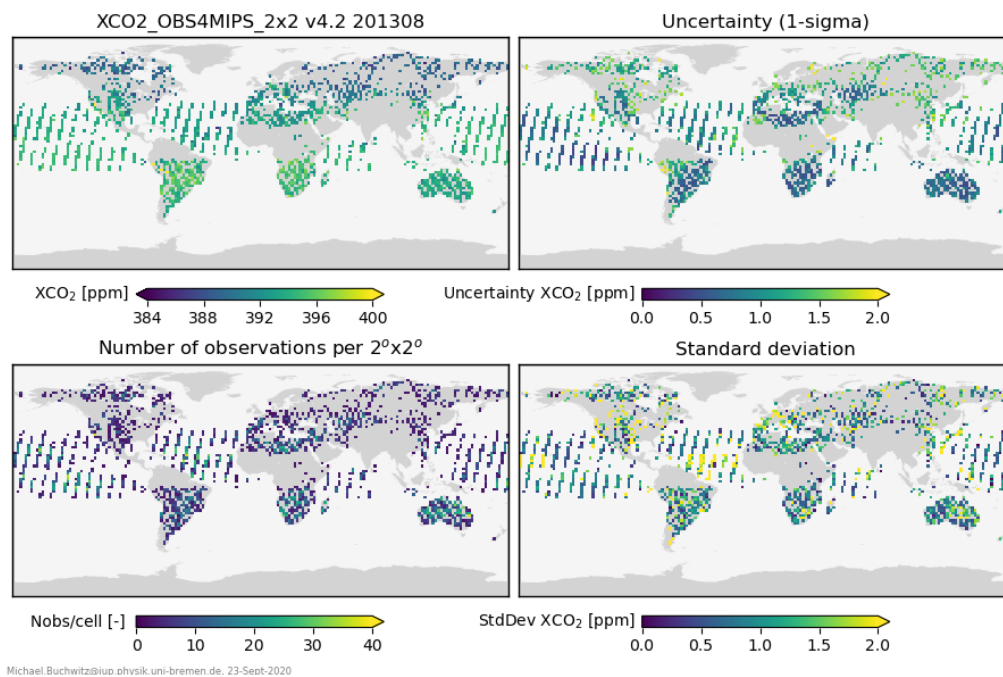 XCO2_OBS4MIPS_2x2 v4.2 201308
Uncertainty (1-sigma)
XCO₂ [ppm]
384 388 392 396 400
Uncertainty XCO₂ [ppm]
0.0 0.5 1.0 1.5 2.0
Number of observations per 2°x2°
Standard deviation
Nobs/cell [-]
0 10 20 30 40
StdDev XCO₂ [ppm]
0.0 0.5 1.0 1.5 2.0
Michael.Buchwitz@iup.physik.uni-bremen.de, 23-Sept-2020